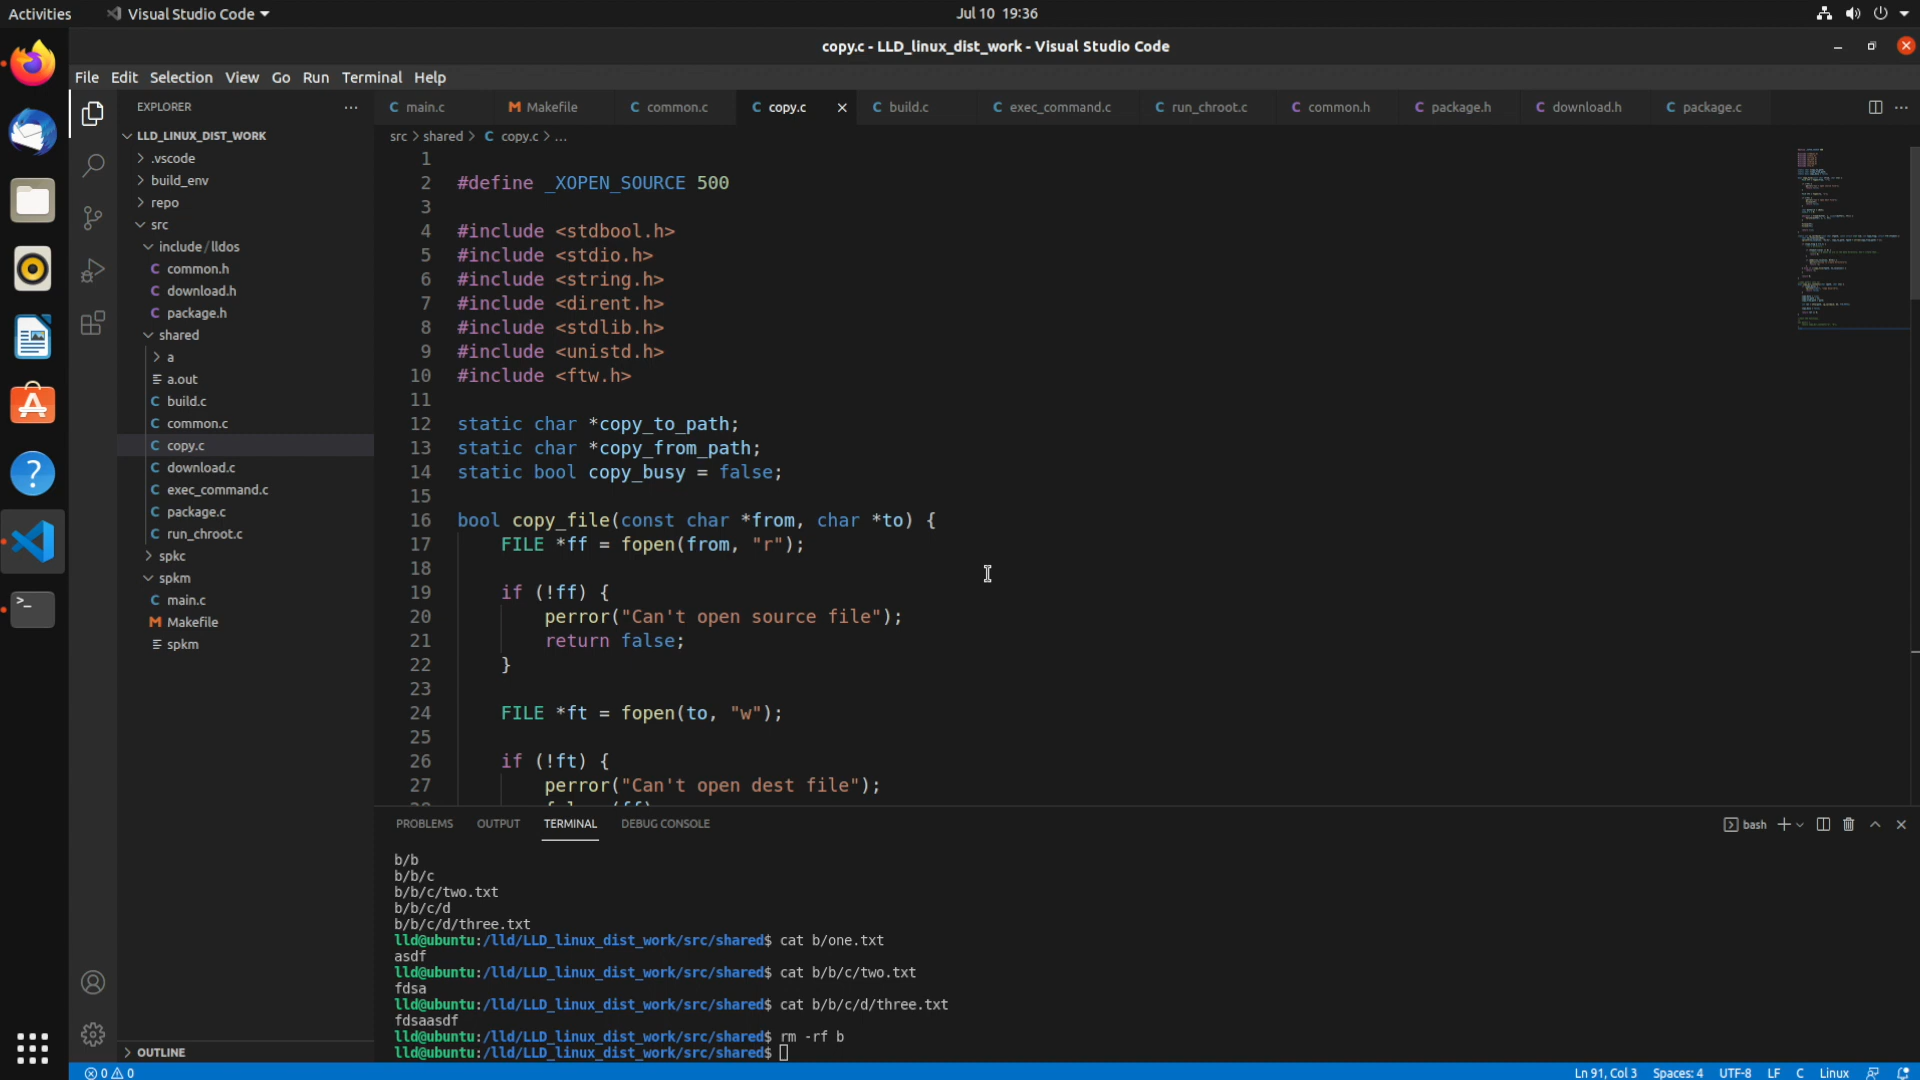 Activities
Visual Studio Code
Jul 10 19:36
copy.c - LLD_linux_dist_work - Visual Studio Code
File Edit Selection View Go Run Terminal Help
EXPLORER
LLD_LINUX_DIST_WORK
.vscode
build_env
repo
src
include/lldos
common.h
download.h
package.h
shared
a
a.out
build.c
common.c
copy.c
download.c
exec_command.c
package.c
run_chroot.c
spkc
spkm
main.c
Makefile
spkm
OUTLINE
main.c Makefile common.c copy.c build.c exec_command.c run_chroot.c common.h package.h download.h package.c
src > shared > C copy.c > ...
1
2 #define _XOPEN_SOURCE 500
3
4 #include <stdbool.h>
5 #include <stdio.h>
6 #include <string.h>
7 #include <dirent.h>
8 #include <stdlib.h>
9 #include <unistd.h>
10 #include <ftw.h>
11
12 static char *copy_to_path;
13 static char *copy_from_path;
14 static bool copy_busy = false;
15
16 bool copy_file(const char *from, char *to) {
17 FILE *ff = fopen(from, "r");
18
19 if (!ff) {
20 perror("Can't open source file");
21 return false;
22 }
23
24 FILE *ft = fopen(to, "w");
25
26 if (!ft) {
27 perror("Can't open dest file");
PROBLEMS OUTPUT TERMINAL DEBUG CONSOLE
bash
b/b
b/b/c
b/b/c/two.txt
b/b/c/d
b/b/c/d/three.txt
lld@ubuntu:/lld/LLD_linux_dist_work/src/shared$ cat b/one.txt
asdf
lld@ubuntu:/lld/LLD_linux_dist_work/src/shared$ cat b/b/c/two.txt
fdsa
lld@ubuntu:/lld/LLD_linux_dist_work/src/shared$ cat b/b/c/d/three.txt
fdsaasdf
lld@ubuntu:/lld/LLD_linux_dist_work/src/shared$ rm -rf b
lld@ubuntu:/lld/LLD_linux_dist_work/src/shared$
0 0
Ln 91, Col 3 Spaces: 4 UTF-8 LF C Linux